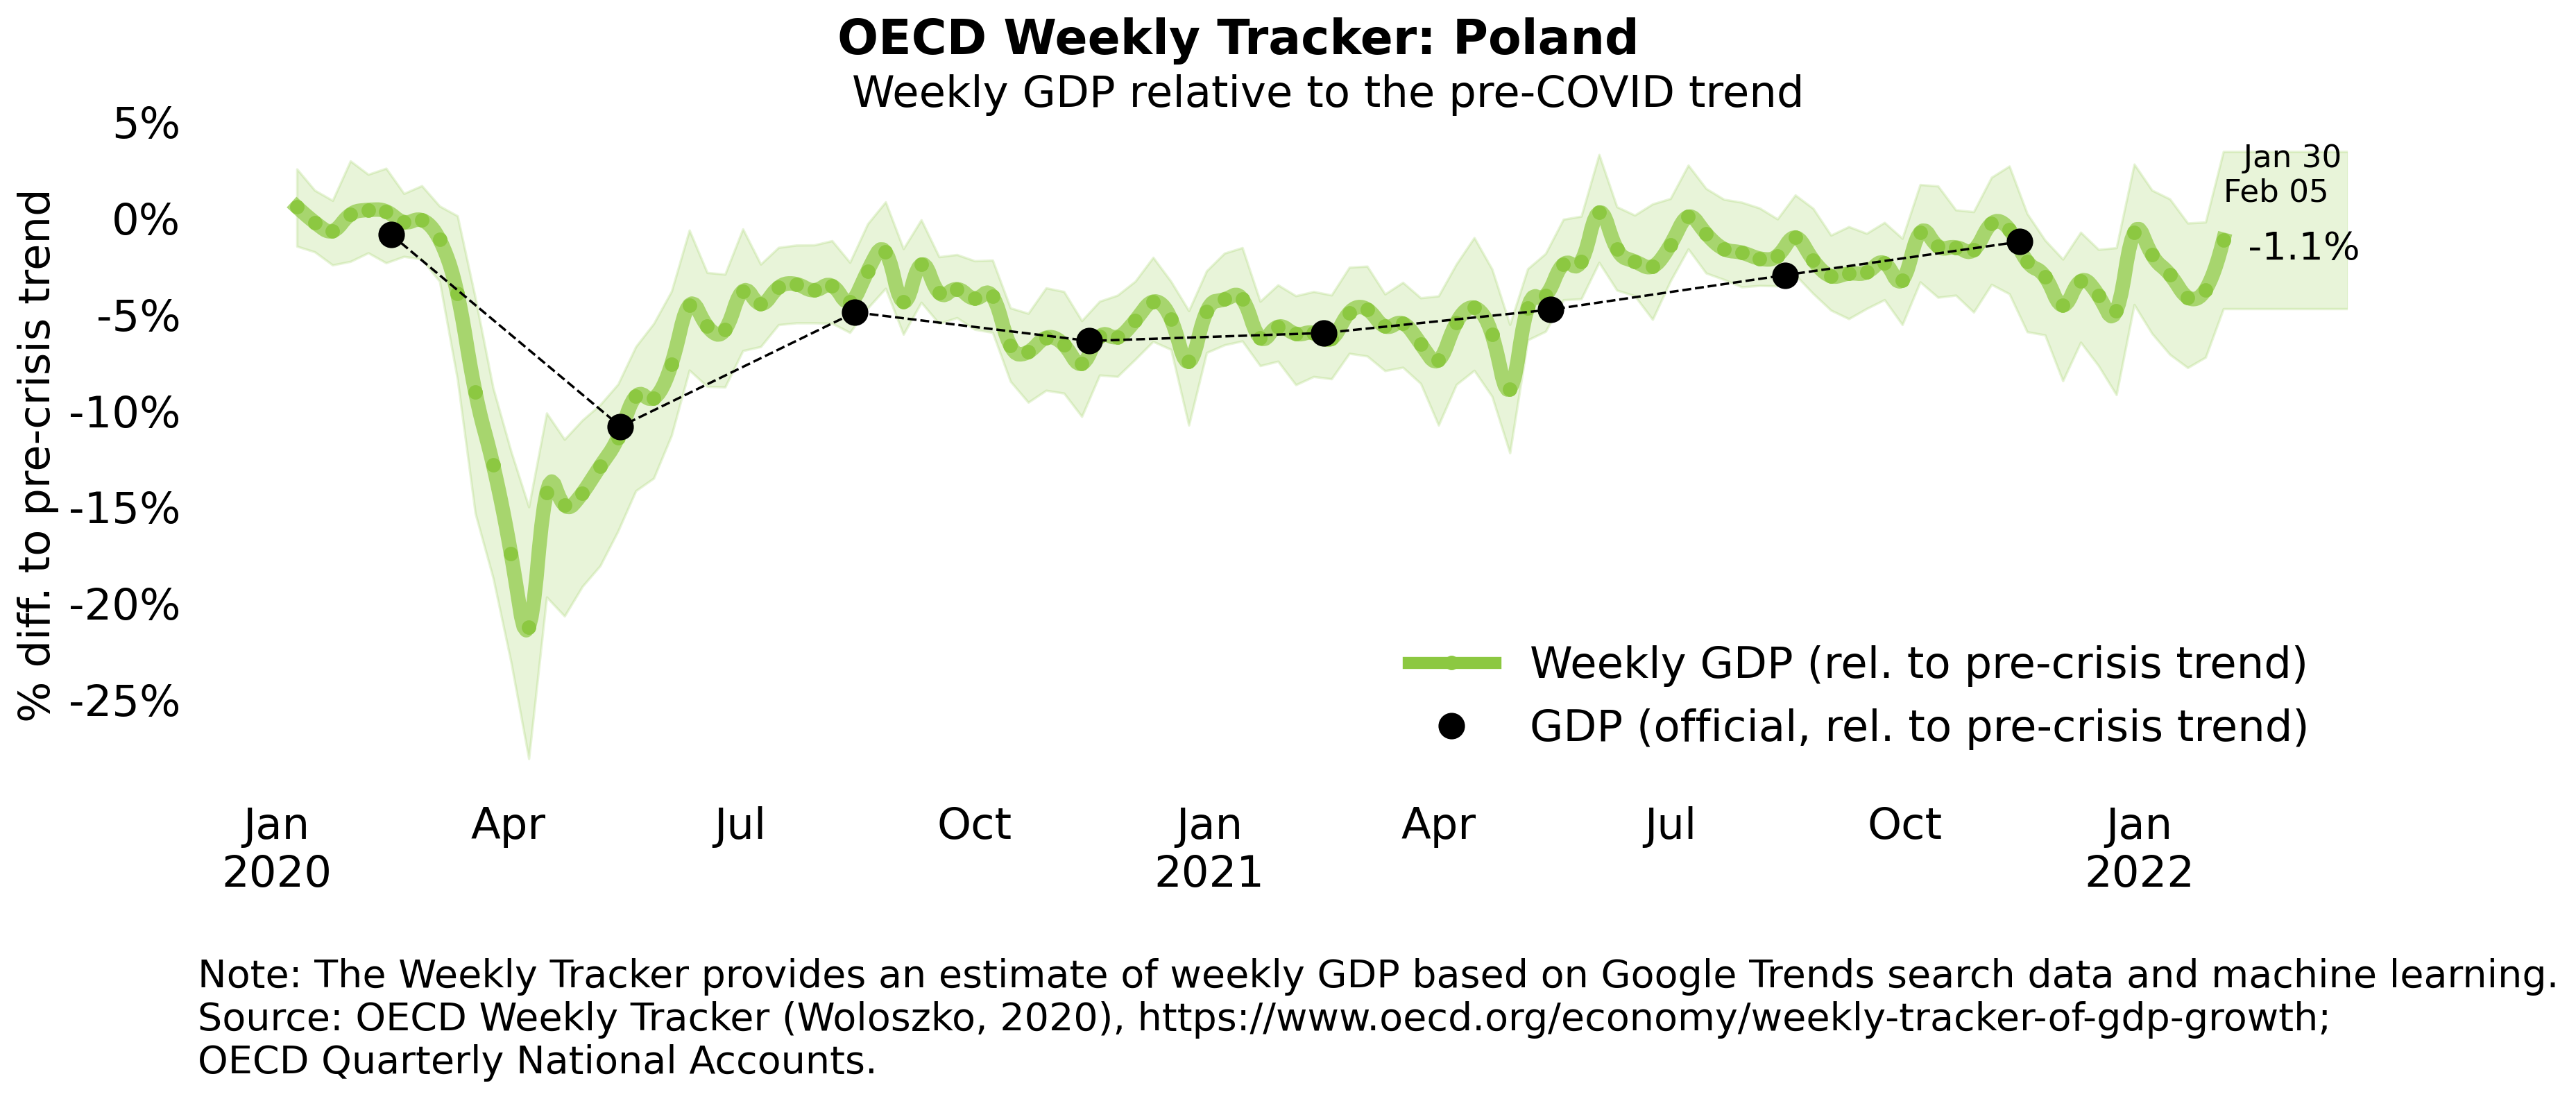 OECD Weekly Tracker: Poland
Weekly GDP relative to the pre-COVID trend
% diff. to pre-crisis trend
5%
0%
-5%
-10%
-15%
-20%
-25%
Jan 30
Feb 05
-1.1%
Weekly GDP (rel. to pre-crisis trend)
GDP (official, rel. to pre-crisis trend)
Jan Apr Jul Oct Jan Apr Jul Oct Jan
2020 2021 2022
Note: The Weekly Tracker provides an estimate of weekly GDP based on Google Trends search data and machine learning.
Source: OECD Weekly Tracker (Woloszko, 2020), https://www.oecd.org/economy/weekly-tracker-of-gdp-growth;
OECD Quarterly National Accounts.